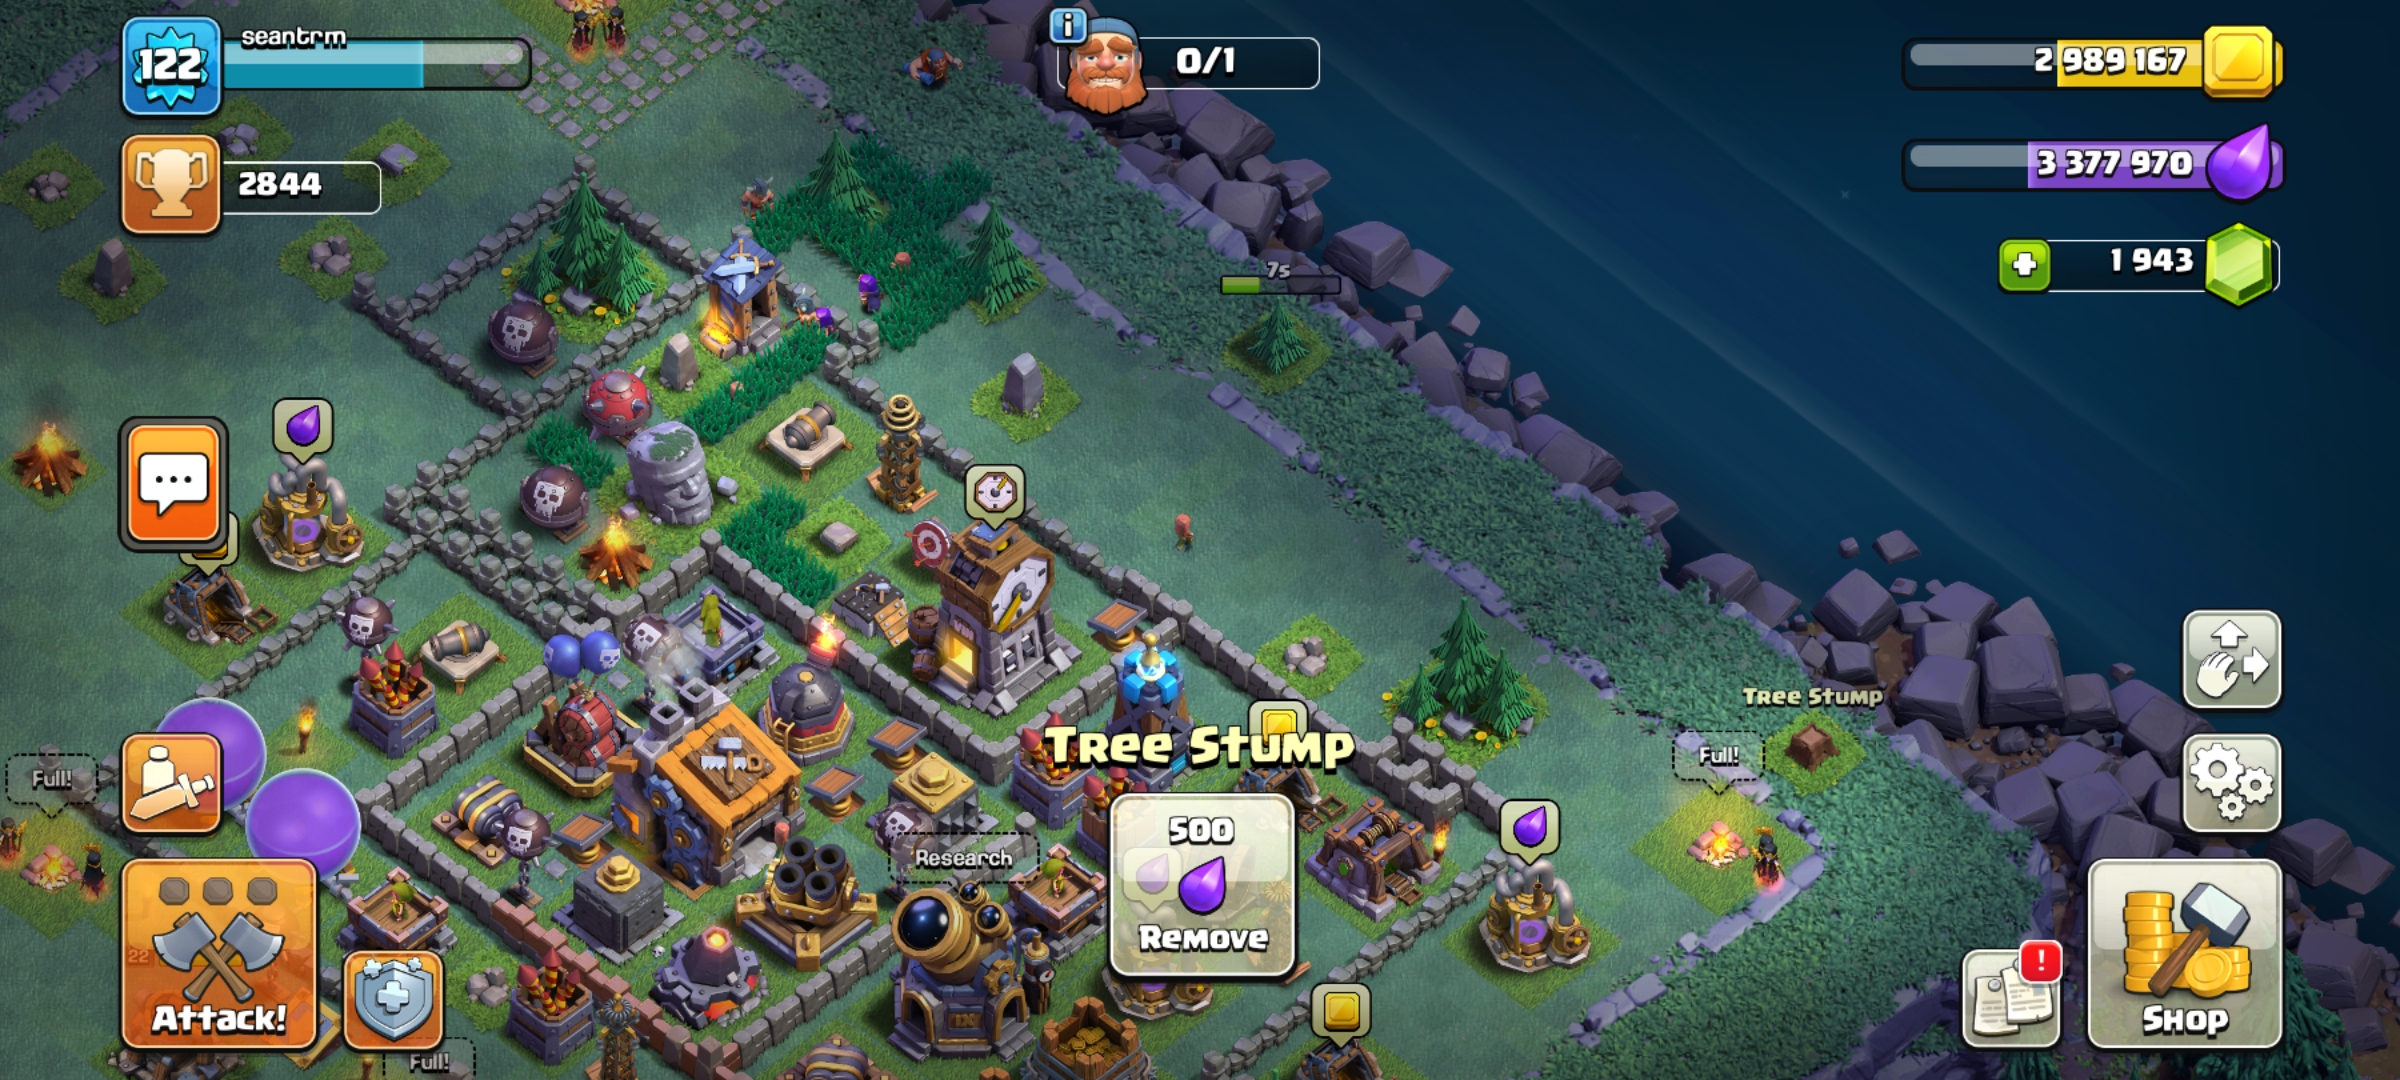 122
seantrm
0/1
2 989 167
2844
3 377 970
1 943
7s
Tree Stump
Tree Stump
Full!
Full!
500
Research
Remove
22
Attack!
Shop
!
Full!